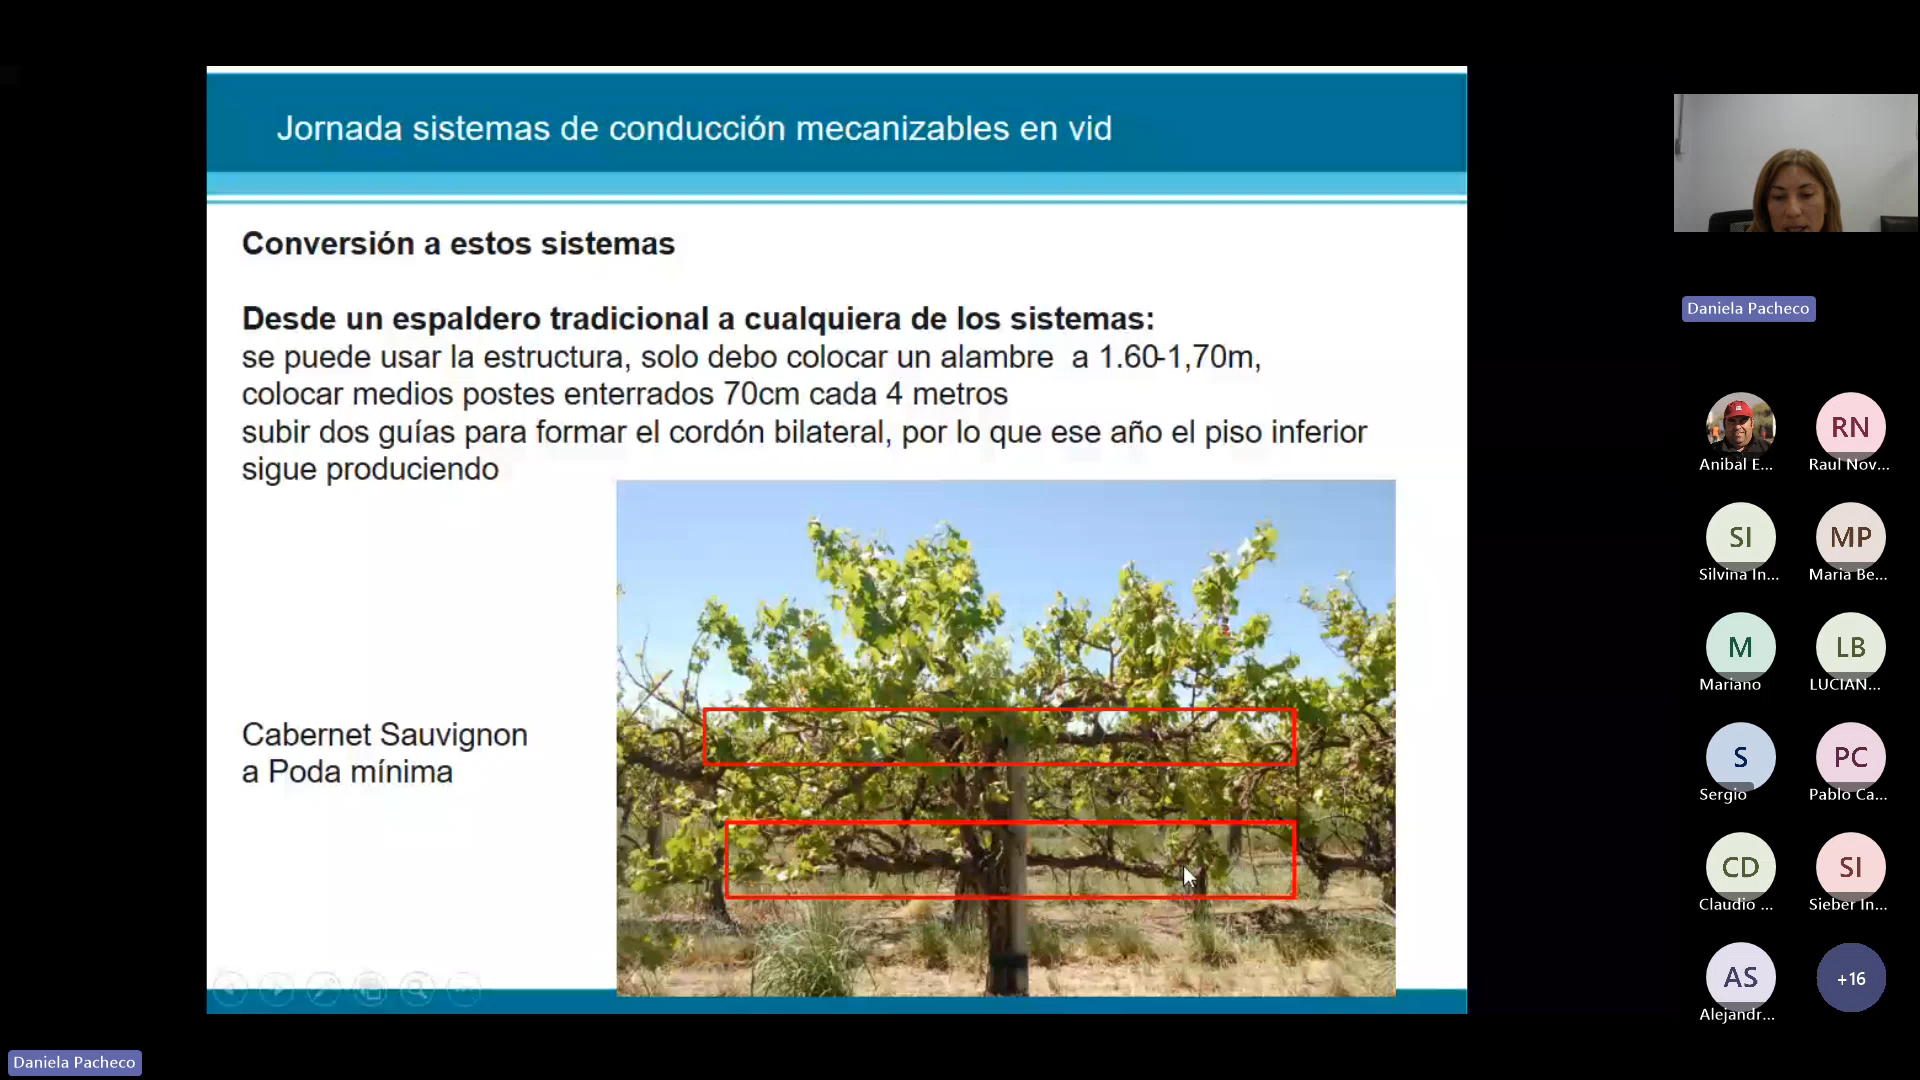 Jornada sistemas de conducción mecanizables en vid
Conversión a estos sistemas
Desde un espaldero tradicional a cualquiera de los sistemas:
se puede usar la estructura, solo debo colocar un alambre  a 1.60-1,70m,
colocar medios postes enterrados 70cm cada 4 metros
subir dos guías para formar el cordón bilateral, por lo que ese año el piso inferior
sigue produciendo
Cabernet Sauvignon
a Poda mínima
Daniela Pacheco
RN
Anibal E...
Raul Nov...
SI
MP
Silvina In...
Maria Be...
M
LB
Mariano
LUCIAN...
S
PC
Sergio
Pablo Ca...
CD
SI
Claudio ...
Sieber In...
AS
+16
Alejandr...
Daniela Pacheco